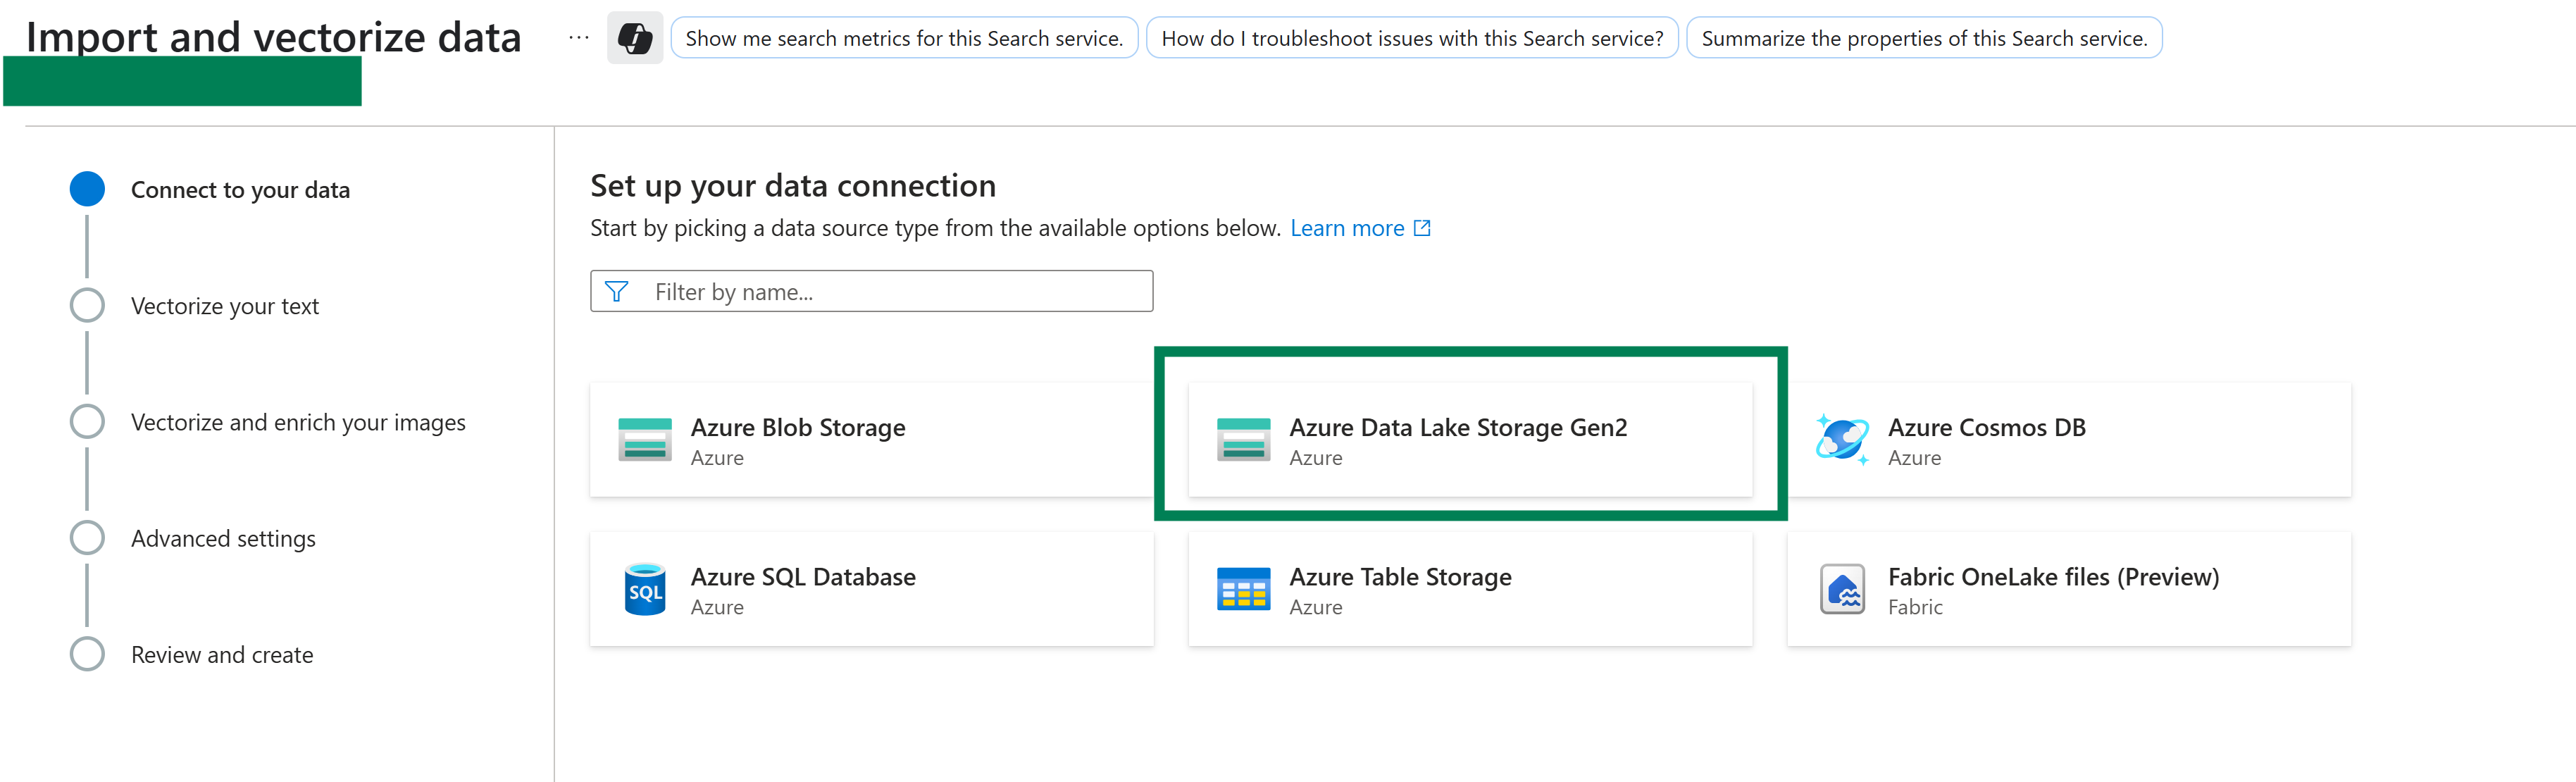 Import and vectorize data
...
Show me search metrics for this Search service.
How do I troubleshoot issues with this Search service?
Summarize the properties of this Search service.
Connect to your data
Vectorize your text
Vectorize and enrich your images
Advanced settings
Review and create
Set up your data connection
Start by picking a data source type from the available options below. Learn more
Filter by name...
Azure Blob Storage
Azure
Azure Data Lake Storage Gen2
Azure
Azure Cosmos DB
Azure
SQL
Azure SQL Database
Azure
Azure Table Storage
Azure
Fabric OneLake files (Preview)
Fabric